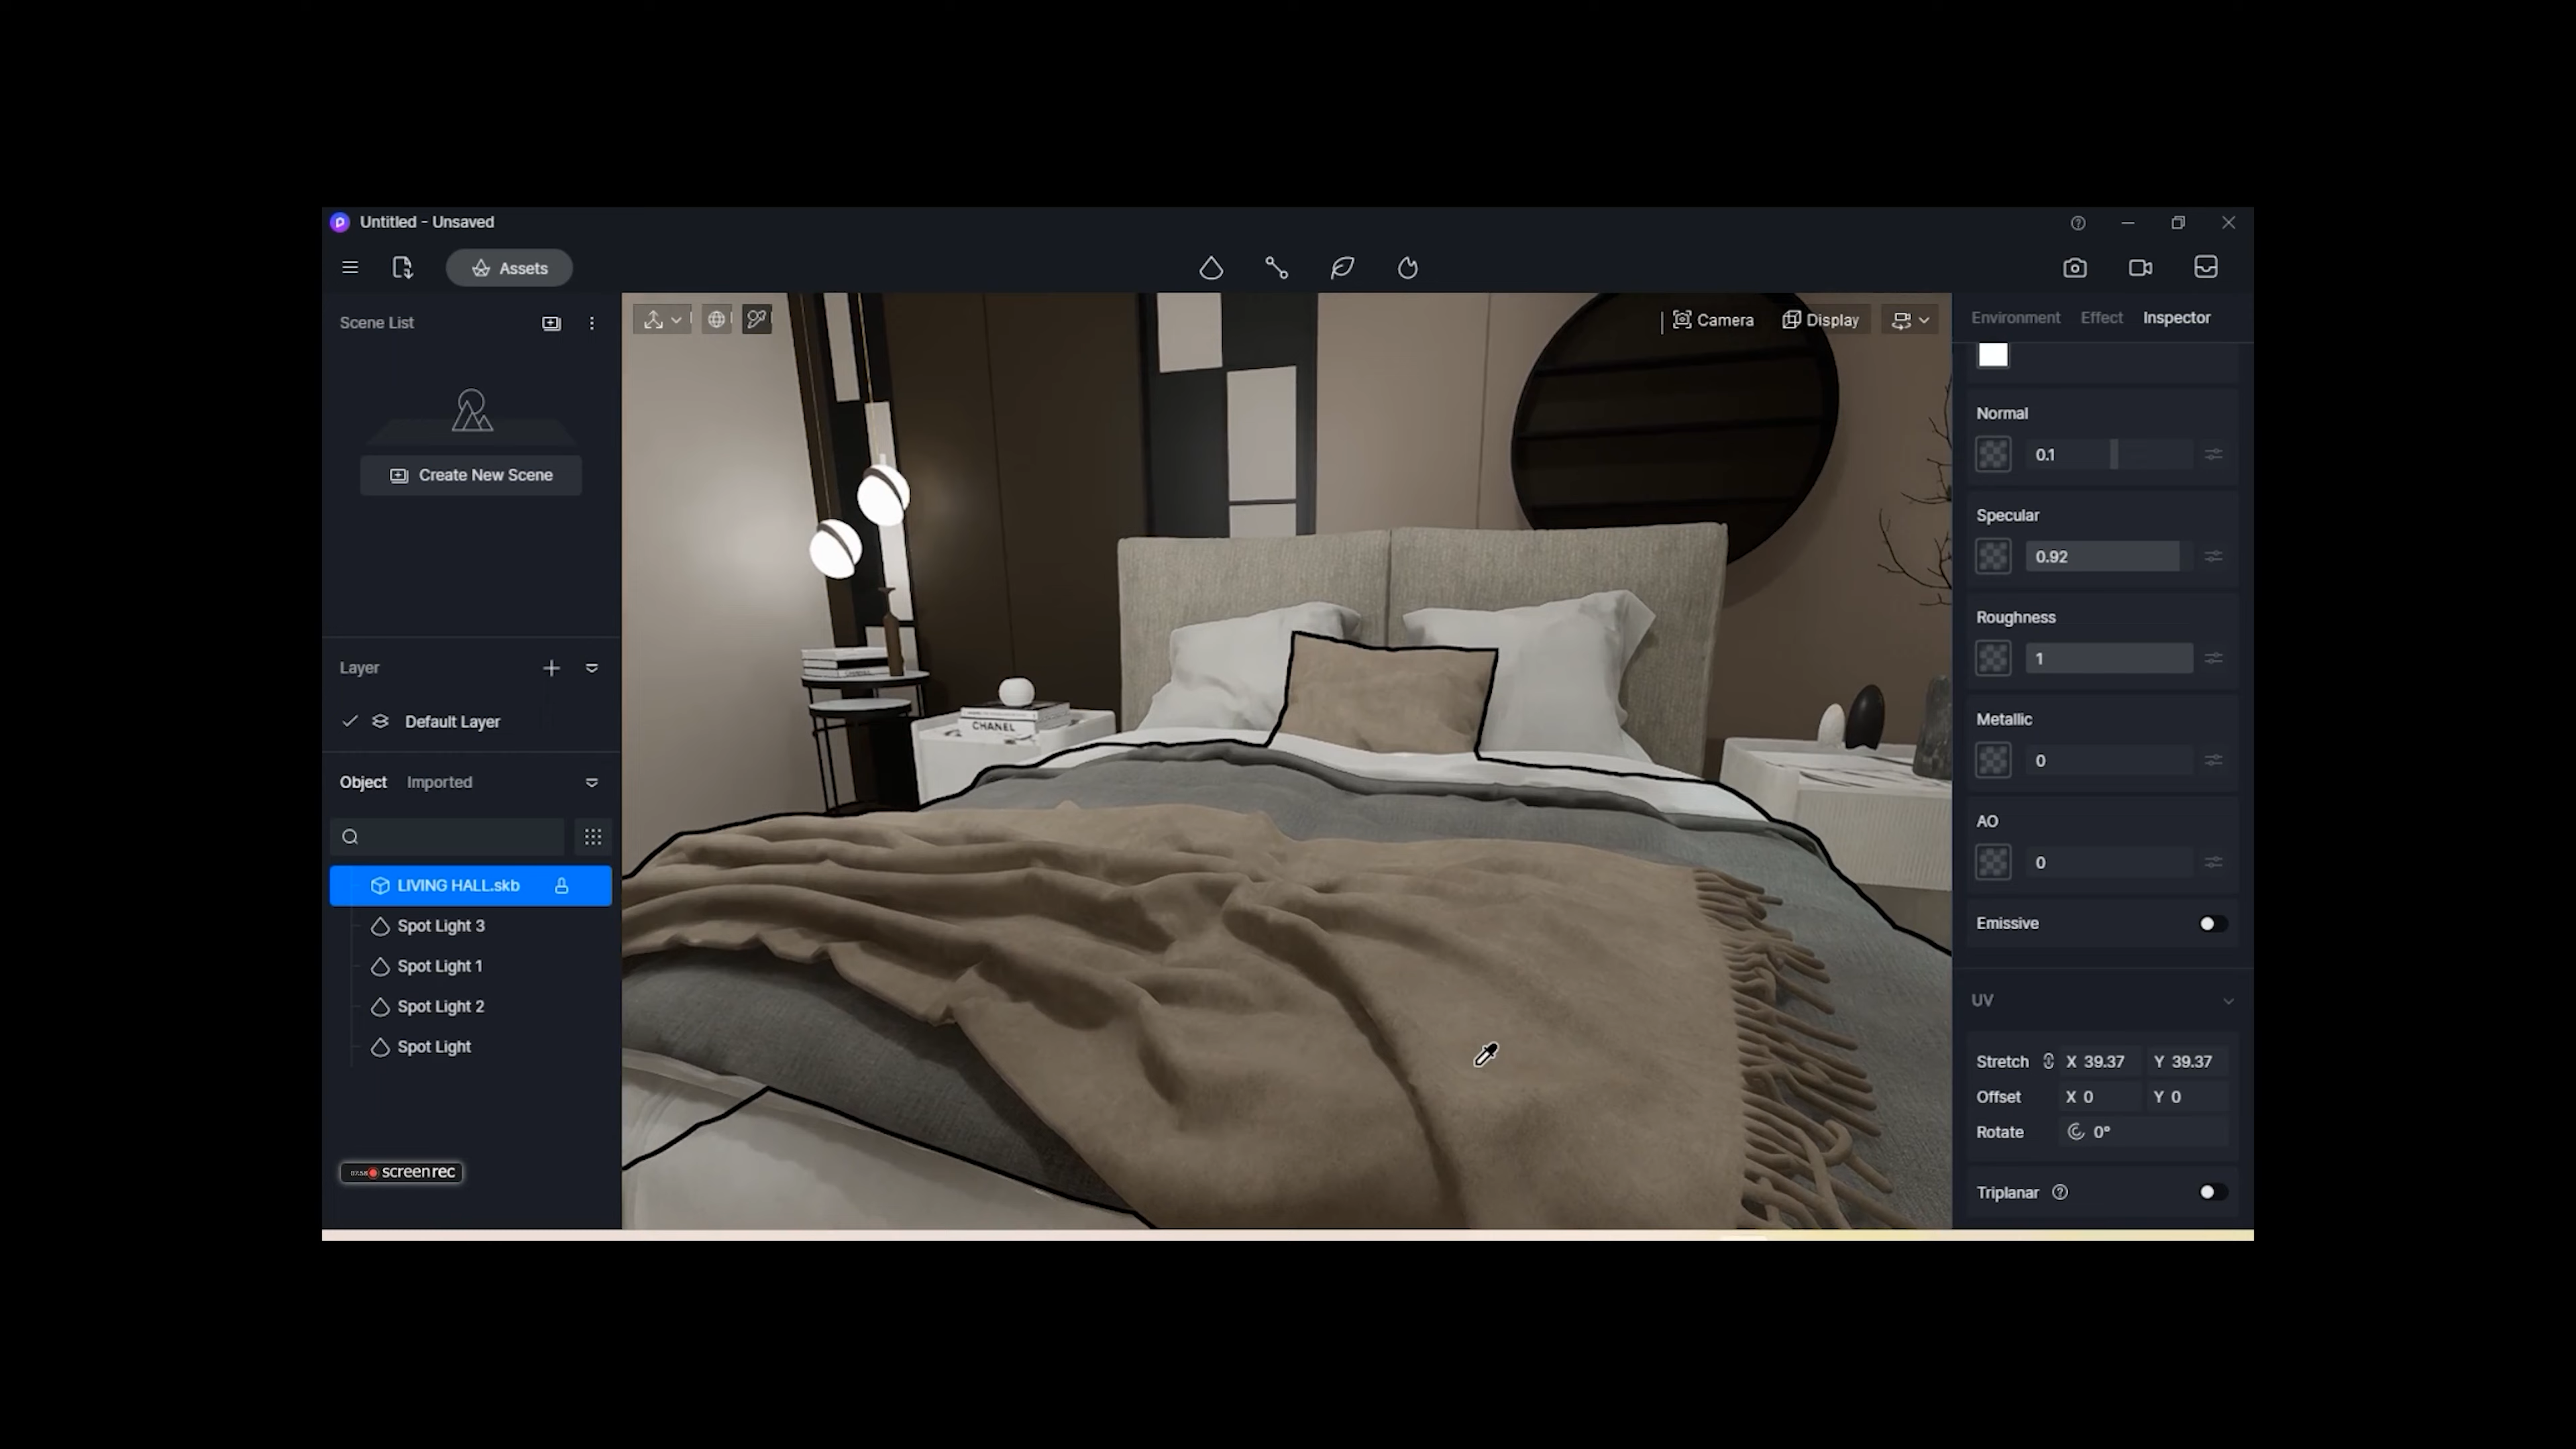 Untitled - Unsaved
Assets
Scene List
Create New Scene
Layer
Default Layer
Object Imported
LIVING HALL.skb
Spot Light 3
Spot Light 1
Spot Light 2
Spot Light
screenrec
Camera Display
CHANEL
Environment Effect Inspector
Normal
0.1
Specular
0.92
Roughness
1
Metallic
0
AO
0
Emissive
UV
Stretch X 39.37 Y 39.37
Offset X 0 Y 0
Rotate 0°
Triplanar